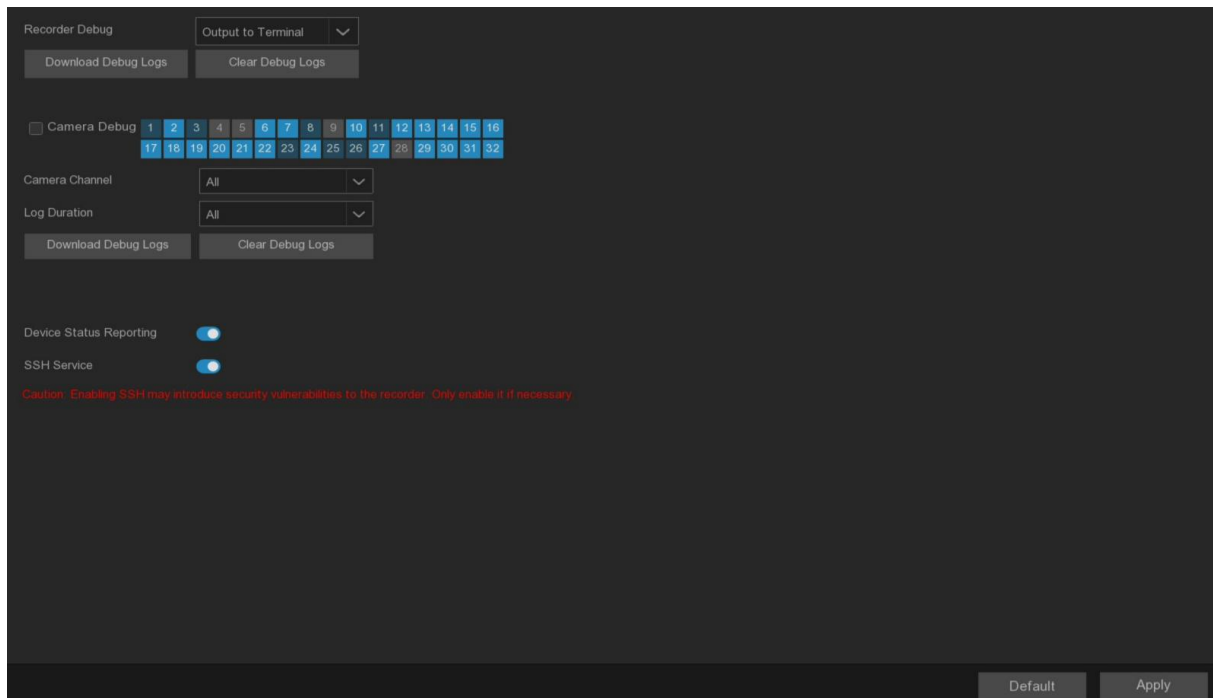 Recorder Debug Output to Terminal
Download Debug Logs Clear Debug Logs
Camera Debug 1 2 3 4 5 6 7 8 9 10 11 12 13 14 15 16
17 18 19 20 21 22 23 24 25 26 27 28 29 30 31 32
Camera Channel All
Log Duration All
Download Debug Logs Clear Debug Logs
Device Status Reporting
SSH Service
Caution: Enabling SSH may introduce security vulnerabilities to the recorder. Only enable it if necessary.
Default Apply